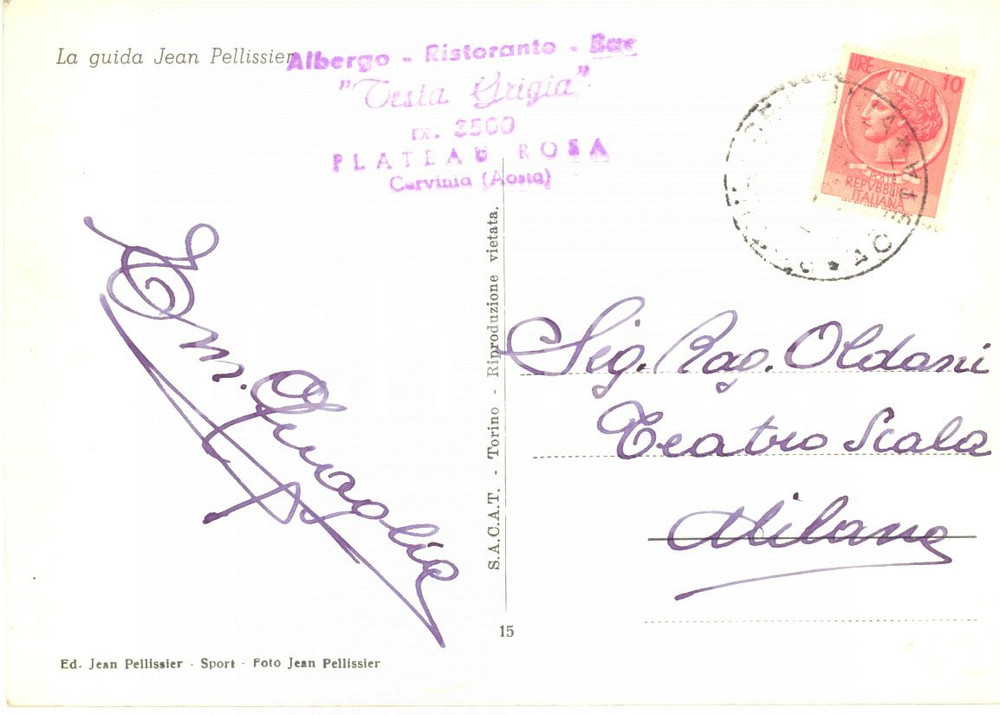 La guida Jean Pellissier
Albergo - Ristorante - Bar
"Testa Grigia"
m. 3500
PLATEAU ROSA
Cervinia (Aosta)
LIRE 10
POSTE
REPVBBLICA
ITALIANA
Sig. Rag. Oldani
Teatro Scala
Milano
S.A.C.A.T. - Torino - Riproduzione vietata.
15
Ed. Jean Pellissier - Sport - Foto Jean Pellissier